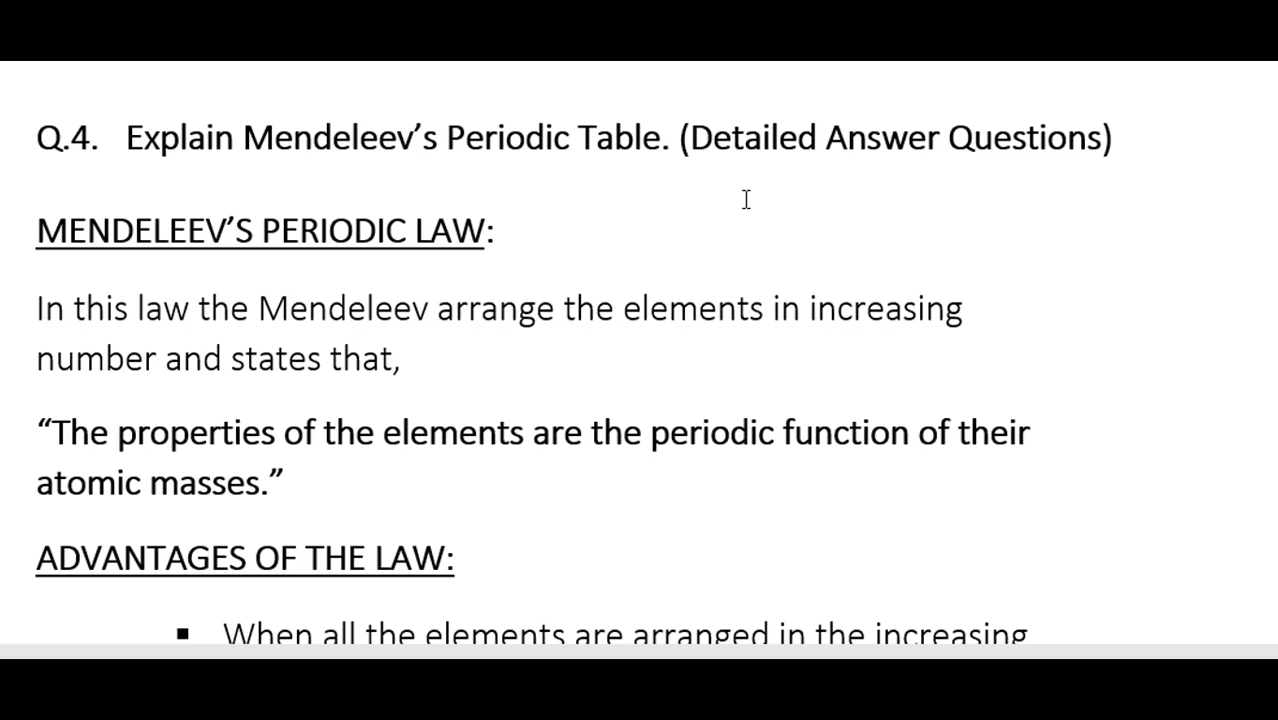 Q.4. Explain Mendeleev’s Periodic Table. (Detailed Answer Questions)
MENDELEEV’S PERIODIC LAW:
In this law the Mendeleev arrange the elements in increasing
number and states that,
“The properties of the elements are the periodic function of their
atomic masses.”
ADVANTAGES OF THE LAW:
▪ When all the elements are arranged in the increasing